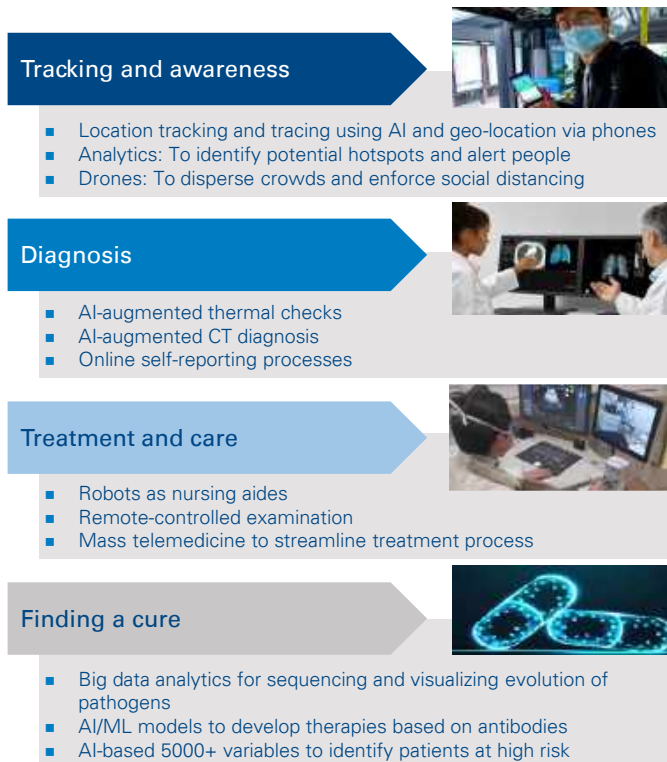 Tracking and awareness
▪ Location tracking and tracing using AI and geo-location via phones
▪ Analytics: To identify potential hotspots and alert people
▪ Drones: To disperse crowds and enforce social distancing
Diagnosis
▪ AI-augmented thermal checks
▪ AI-augmented CT diagnosis
▪ Online self-reporting processes
Treatment and care
▪ Robots as nursing aides
▪ Remote-controlled examination
▪ Mass telemedicine to streamline treatment process
Finding a cure
▪ Big data analytics for sequencing and visualizing evolution of
pathogens
▪ AI/ML models to develop therapies based on antibodies
▪ AI-based 5000+ variables to identify patients at high risk